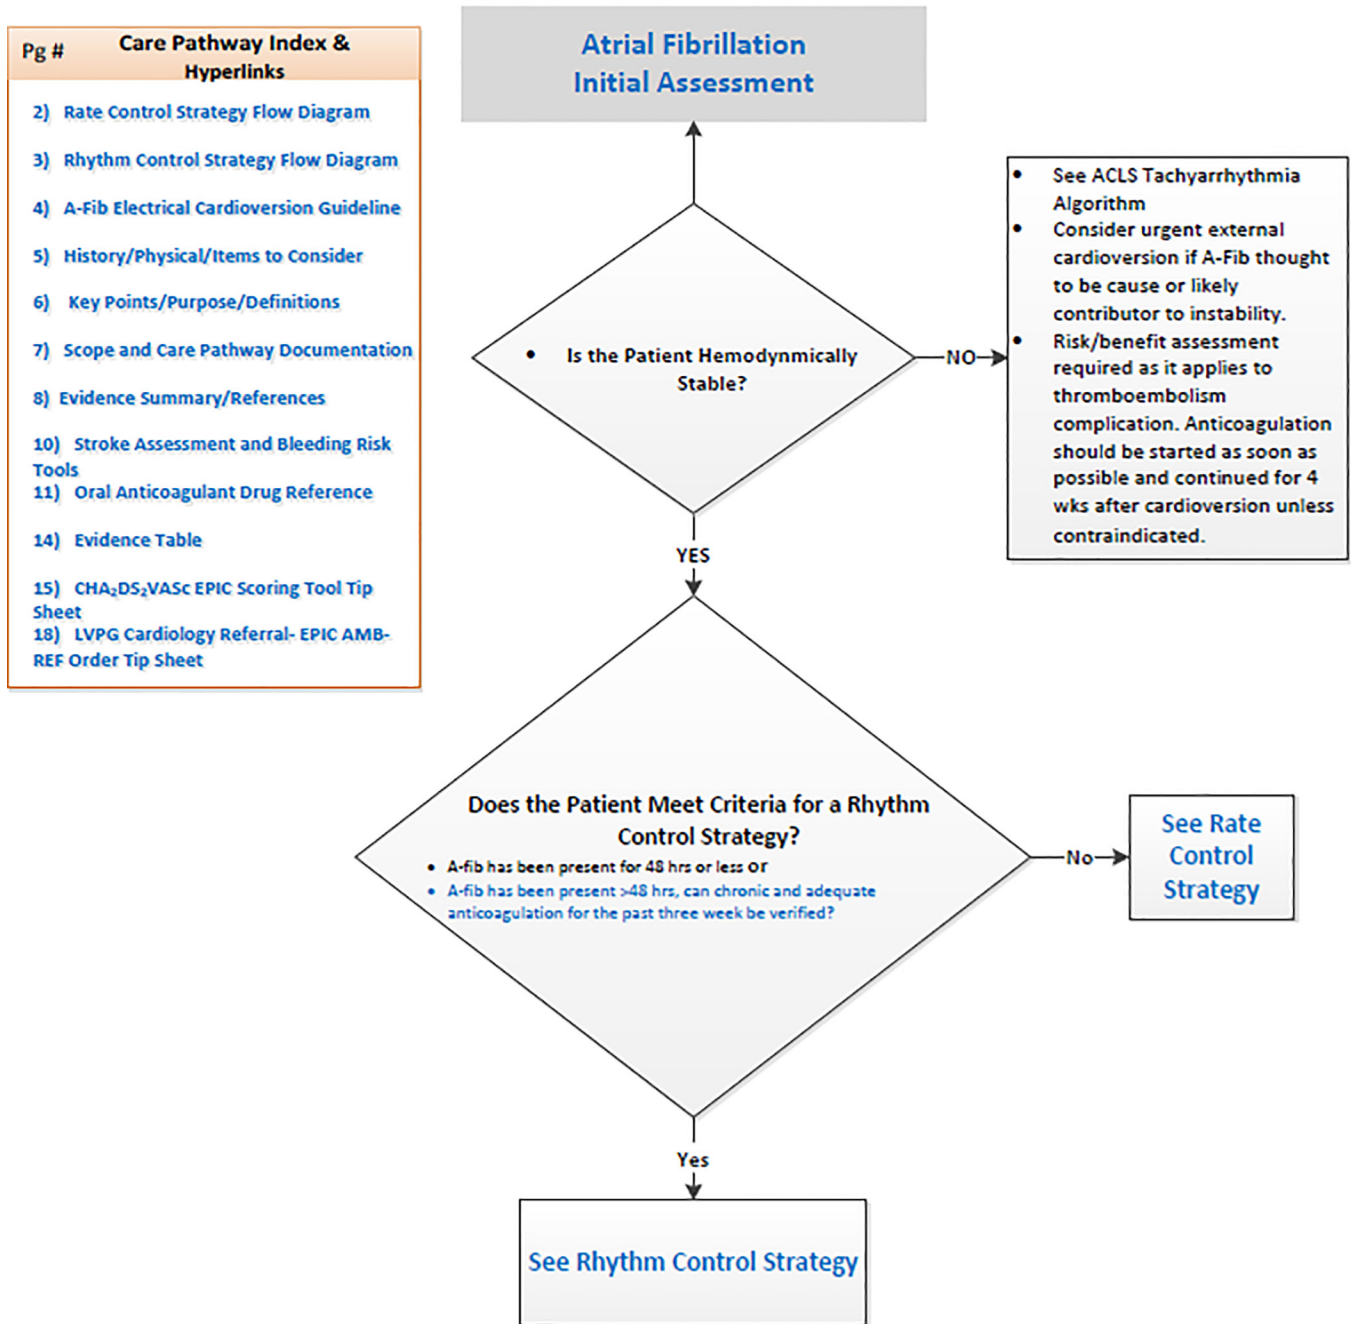 Pg # Care Pathway Index &
Hyperlinks
2) Rate Control Strategy Flow Diagram
3) Rhythm Control Strategy Flow Diagram
4) A-Fib Electrical Cardioversion Guideline
5) History/Physical/Items to Consider
6) Key Points/Purpose/Definitions
7) Scope and Care Pathway Documentation
8) Evidence Summary/References
10) Stroke Assessment and Bleeding Risk
Tools
11) Oral Anticoagulant Drug Reference
14) Evidence Table
15) CHA₂DS₂VASc EPIC Scoring Tool Tip
Sheet
18) LVPG Cardiology Referral- EPIC AMB-
REF Order Tip Sheet
Atrial Fibrillation
Initial Assessment
• Is the Patient Hemodynmically
Stable?
NO
• See ACLS Tachyarrhythmia
Algorithm
• Consider urgent external
cardioversion if A-Fib thought
to be cause or likely
contributor to instability.
• Risk/benefit assessment
required as it applies to
thromboembolism
complication. Anticoagulation
should be started as soon as
possible and continued for 4
wks after cardioversion unless
contraindicated.
YES
Does the Patient Meet Criteria for a Rhythm
Control Strategy?
• A-fib has been present for 48 hrs or less or
• A-fib has been present >48 hrs, can chronic and adequate
anticoagulation for the past three week be verified?
No
See Rate
Control
Strategy
Yes
See Rhythm Control Strategy